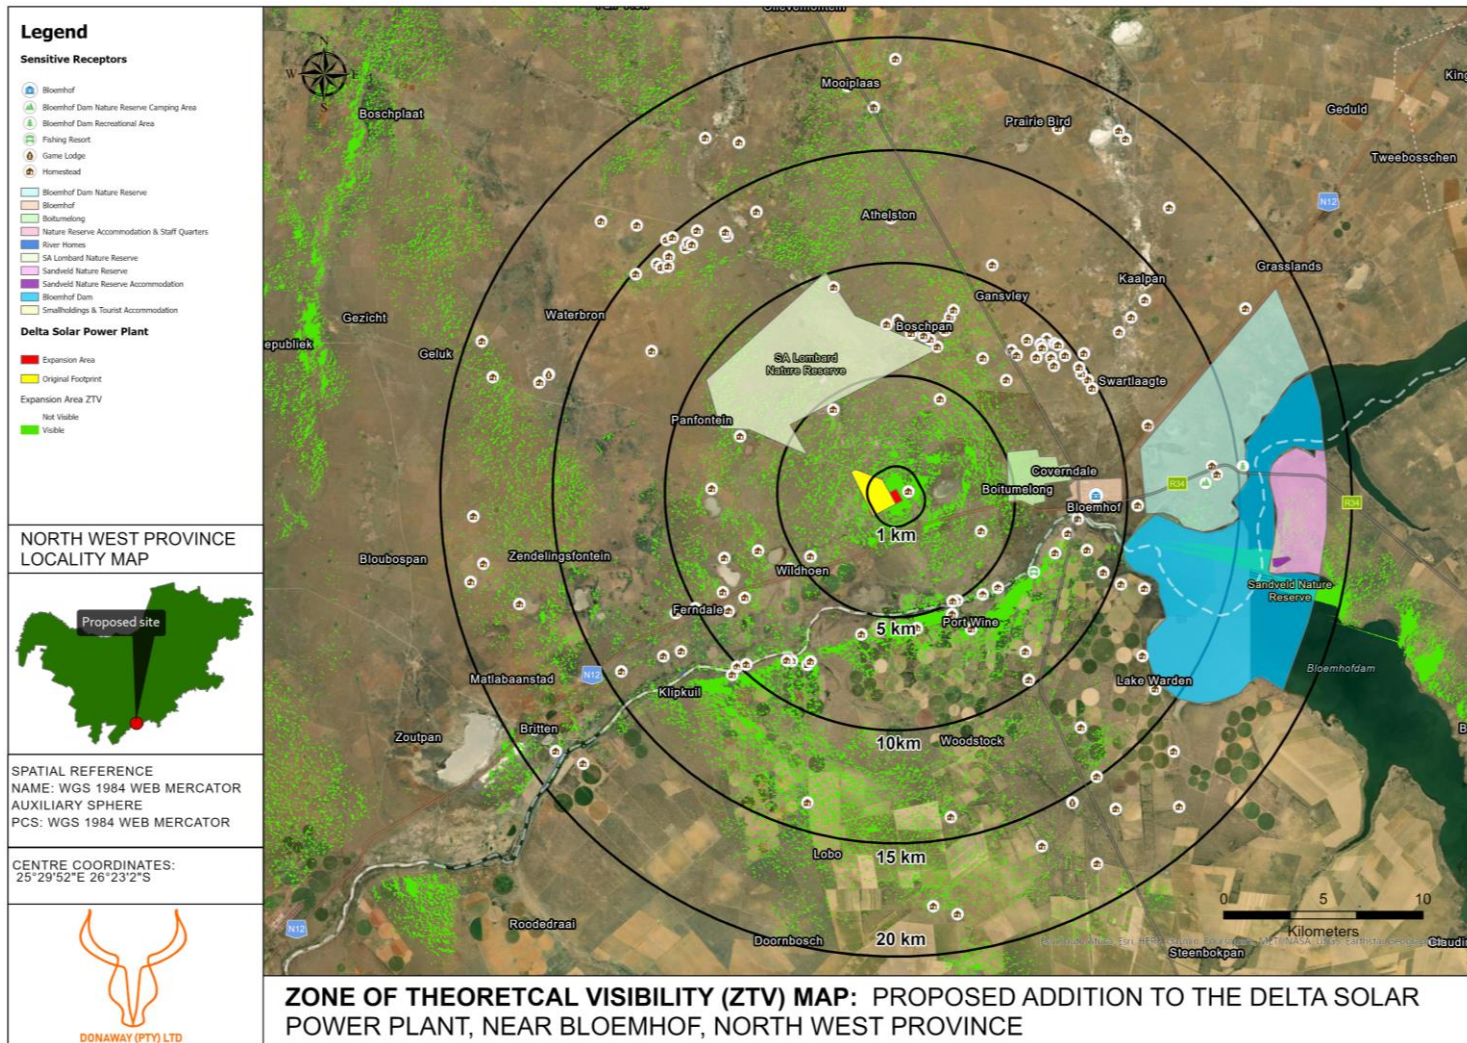 Legend
Sensitive Receptors
Bloemhof
Bloemhof Dam Nature Reserve Camping Area
Bloemhof Dam Recreational Area
Fishing Resort
Game Lodge
Homestead
Bloemhof Dam Nature Reserve
Bloemhof
Boitumelong
Nature Reserve Accommodation & Staff Quarters
River Homes
SA Lombard Nature Reserve
Sandveld Nature Reserve
Sandveld Nature Reserve Accommodation
Bloemhof Dam
Smallholdings & Tourist Accommodation
Delta Solar Power Plant
Expansion Area
Original Footprint
Expansion Area ZTV
Not Visible
Visible
NORTH WEST PROVINCE
LOCALITY MAP
Proposed site
SPATIAL REFERENCE
NAME: WGS 1984 WEB MERCATOR
AUXILIARY SPHERE
PCS: WGS 1984 WEB MERCATOR
CENTRE COORDINATES:
25°29'52"E 26°23'2"S
DONAWAY (PTY) LTD
N
W E
S
Mooiplaas
Boschplaat
Prairie Bird
Geduld
Tweebosschen
N12
Athelston
Grasslands
Kaalpan
Gansvley
Waterbron
Gezicht
Boschpan
epubliek
Geluk
SA Lombard
Nature Reserve
Swartlaagte
Panfontein
Coverndale
Boitumelong
R34
Bloemhof
R34
1 km
Zendelingsfontein
Bloubospan
Wildhoen
Sandveld Nature
Reserve
Ferndale
Port Wine
5 km
Bloemhofdam
Matlabaanstad
N12
Lake Warden
Klipkuil
Britten
Zoutpan
10km
Woodstock
15 km
Lobo
0 5 10
Kilometers
Roodedraai
N12
Doornbosch
20 km
Steenbokpan
ZONE OF THEORETCAL VISIBILITY (ZTV) MAP: PROPOSED ADDITION TO THE DELTA SOLAR
POWER PLANT, NEAR BLOEMHOF, NORTH WEST PROVINCE